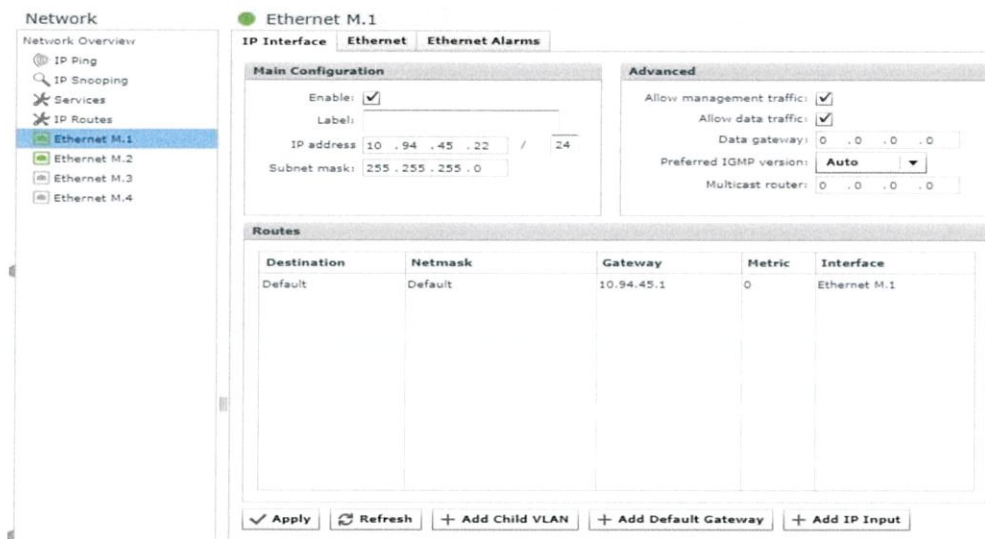 Network
Network Overview
IP Ping
IP Snooping
Services
IP Routes
Ethernet M.1
Ethernet M.2
Ethernet M.3
Ethernet M.4
Ethernet M.1
IP Interface Ethernet Ethernet Alarms
Main Configuration
Enable:
Label:
IP address 10 .94 .45 .22 / 24
Subnet mask: 255.255.255.0
Advanced
Allow management traffic:
Allow data traffic:
Data gateway: 0 .0 .0 .0
Preferred IGMP version: Auto
Multicast router: 0 .0 .0 .0
Routes
Destination Netmask Gateway Metric Interface
Default Default 10.94.45.1 0 Ethernet M.1
Apply Refresh + Add Child VLAN + Add Default Gateway + Add IP Input